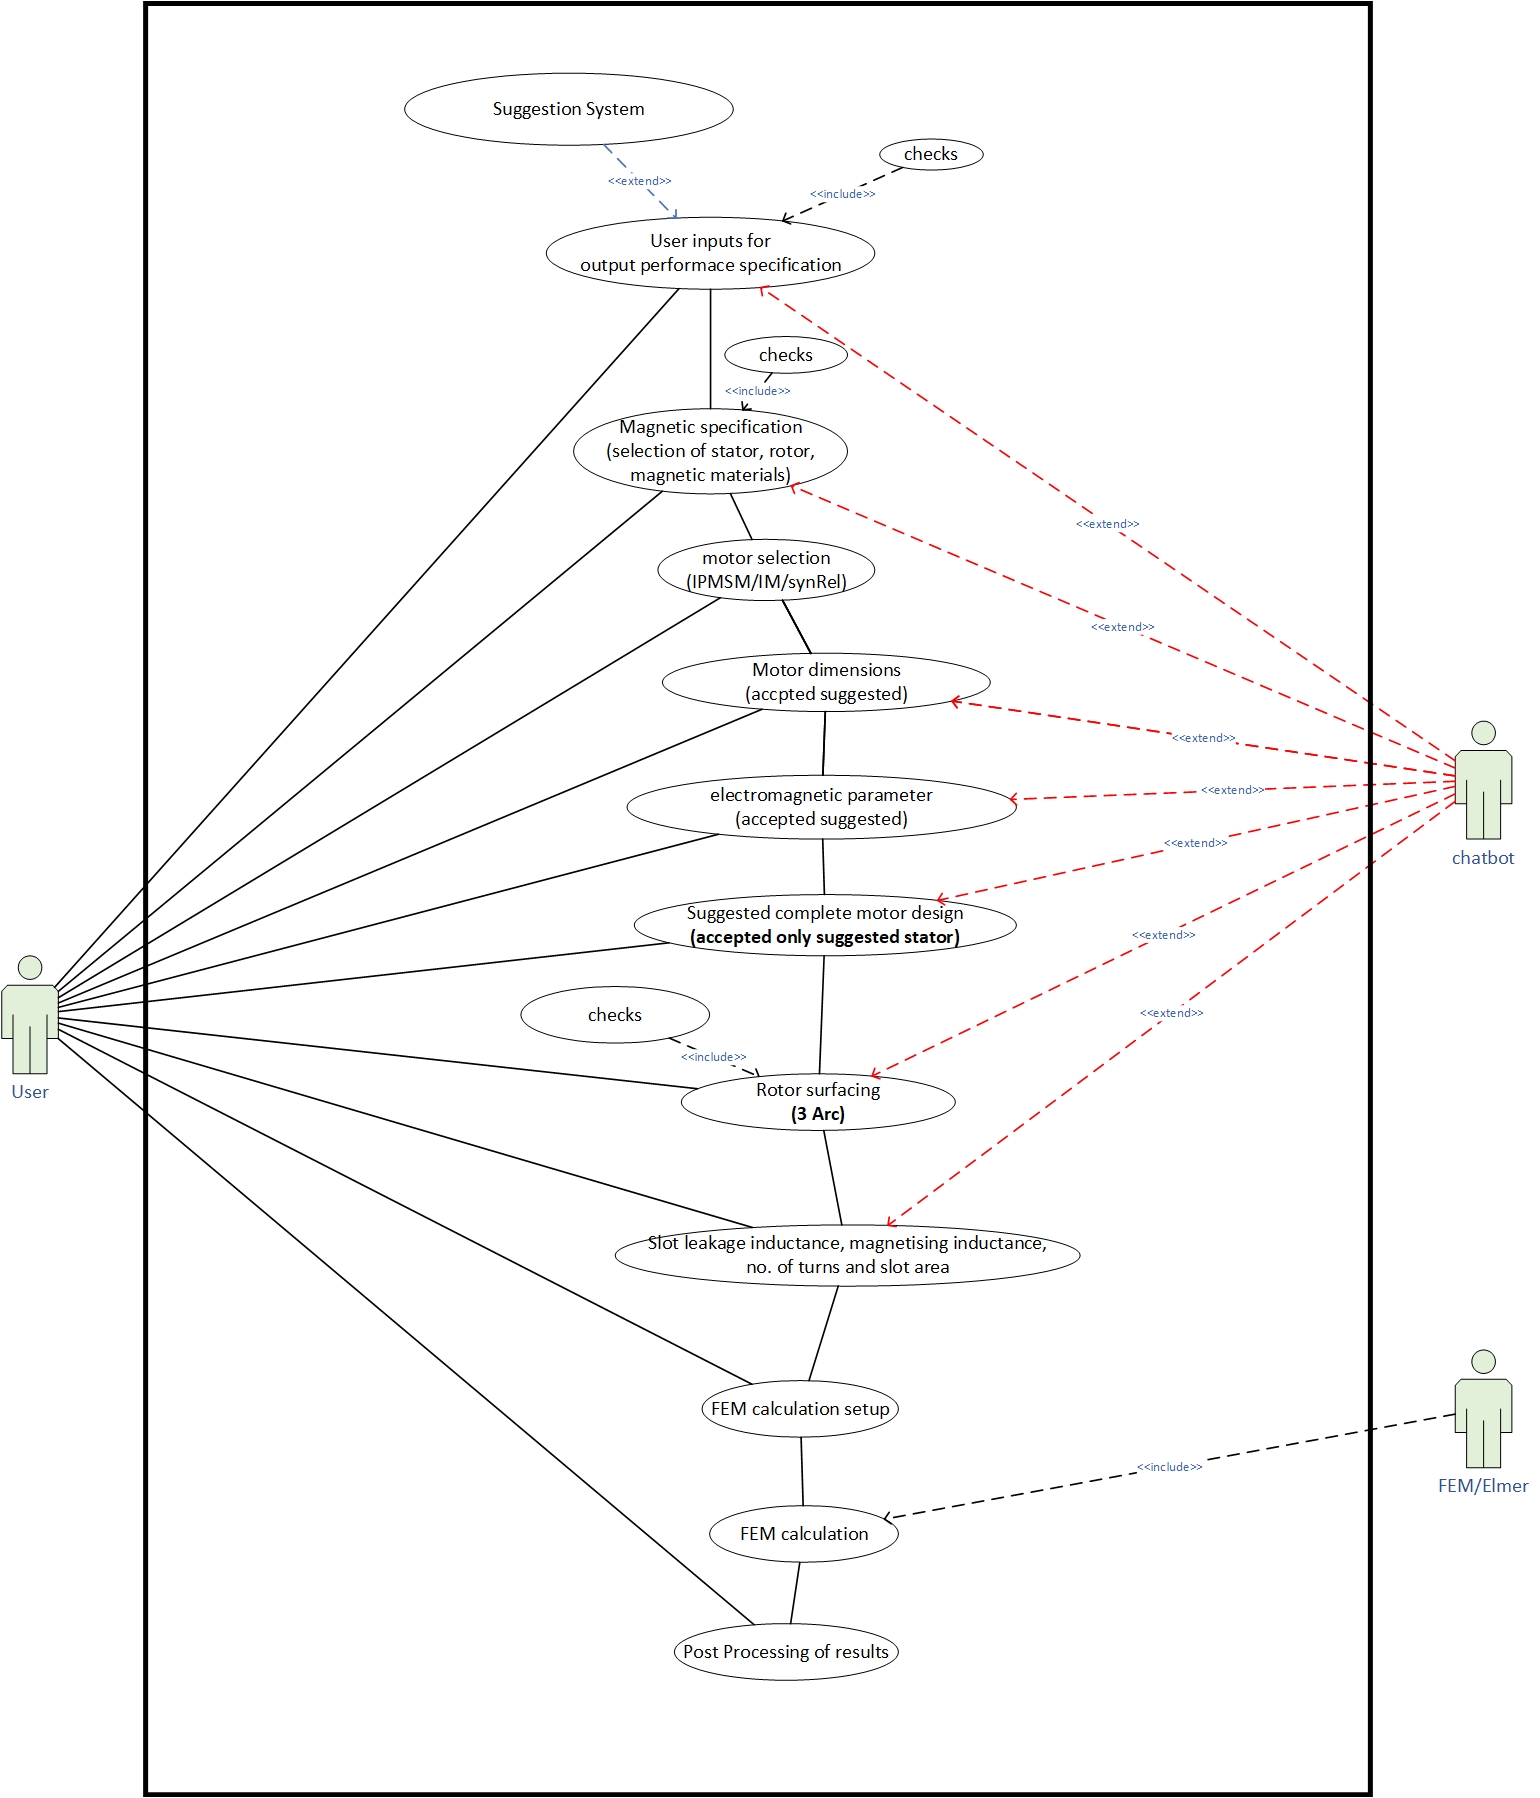 Suggestion System
checks
<<extend>>
<<include>>
User inputs for
output performace specification
checks
<<include>>
Magnetic specification
(selection of stator, rotor,
magnetic materials)
<<extend>>
motor selection
(IPMSM/IM/synRel)
<<extend>>
Motor dimensions
(accpted suggested)
<<extend>>
electromagnetic parameter
(accepted suggested)
<<extend>>
<<extend>>
chatbot
Suggested complete motor design
(accepted only suggested stator)
<<extend>>
checks
<<extend>>
<<include>>
User
Rotor surfacing
(3 Arc)
Slot leakage inductance, magnetising inductance,
no. of turns and slot area
FEM calculation setup
<<include>>
FEM/Elmer
FEM calculation
Post Processing of results